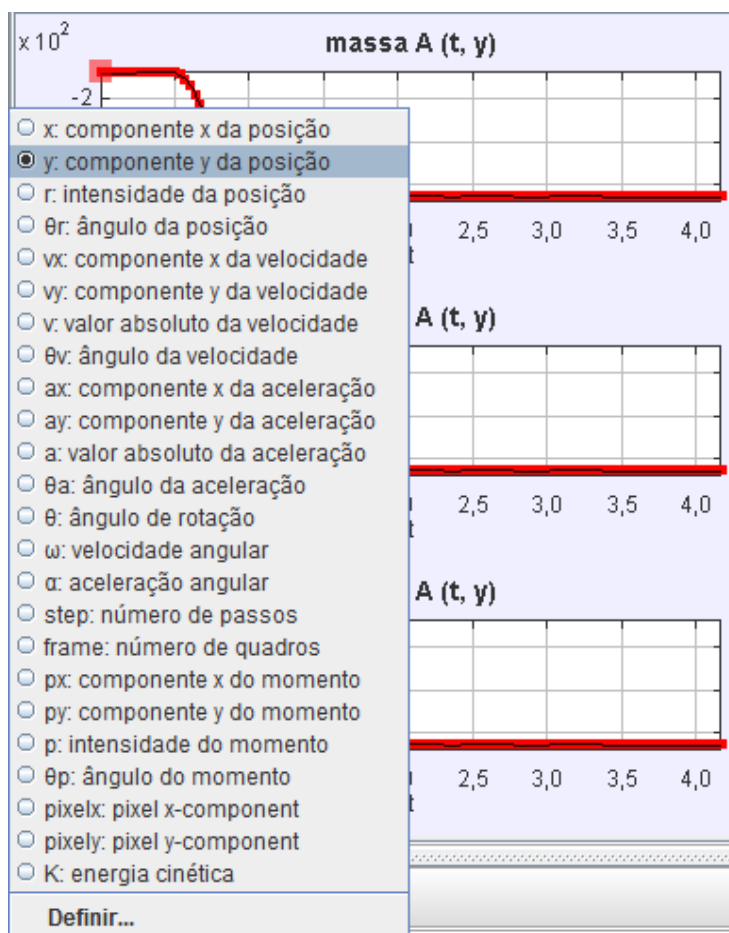 x 10²
massa A (t, y)
-2
x: componente x da posição
y: componente y da posição
r: intensidade da posição
θr: ângulo da posição
vx: componente x da velocidade
vy: componente y da velocidade
v: valor absoluto da velocidade
θv: ângulo da velocidade
ax: componente x da aceleração
ay: componente y da aceleração
a: valor absoluto da aceleração
θa: ângulo da aceleração
θ: ângulo de rotação
ω: velocidade angular
α: aceleração angular
step: número de passos
frame: número de quadros
px: componente x do momento
py: componente y do momento
p: intensidade do momento
θp: ângulo do momento
pixelx: pixel x-component
pixely: pixel y-component
K: energia cinética
Definir...
2,5 3,0 3,5 4,0
t
A (t, y)
2,5 3,0 3,5 4,0
t
A (t, y)
2,5 3,0 3,5 4,0
t